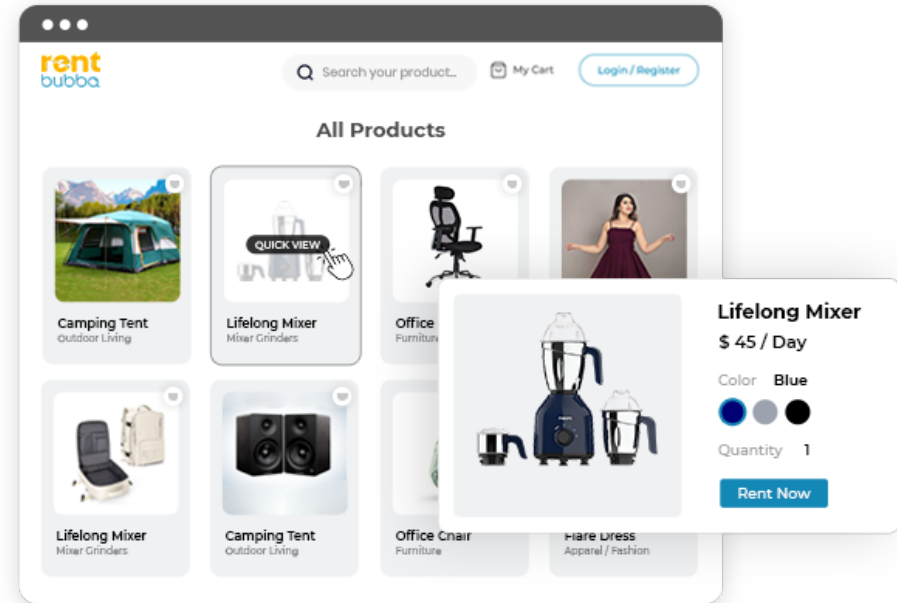 rent
bubba
Search your product...
My Cart
Login / Register
All Products
QUICK VIEW
Camping Tent
Outdoor Living
Lifelong Mixer
Mixer Grinders
Office
Furniture
Lifelong Mixer
$ 45 / Day
Color Blue
Quantity 1
Rent Now
Lifelong Mixer
Mixer Grinders
Camping Tent
Outdoor Living
Office Chair
Furniture
Flare Dress
Apparel / Fashion